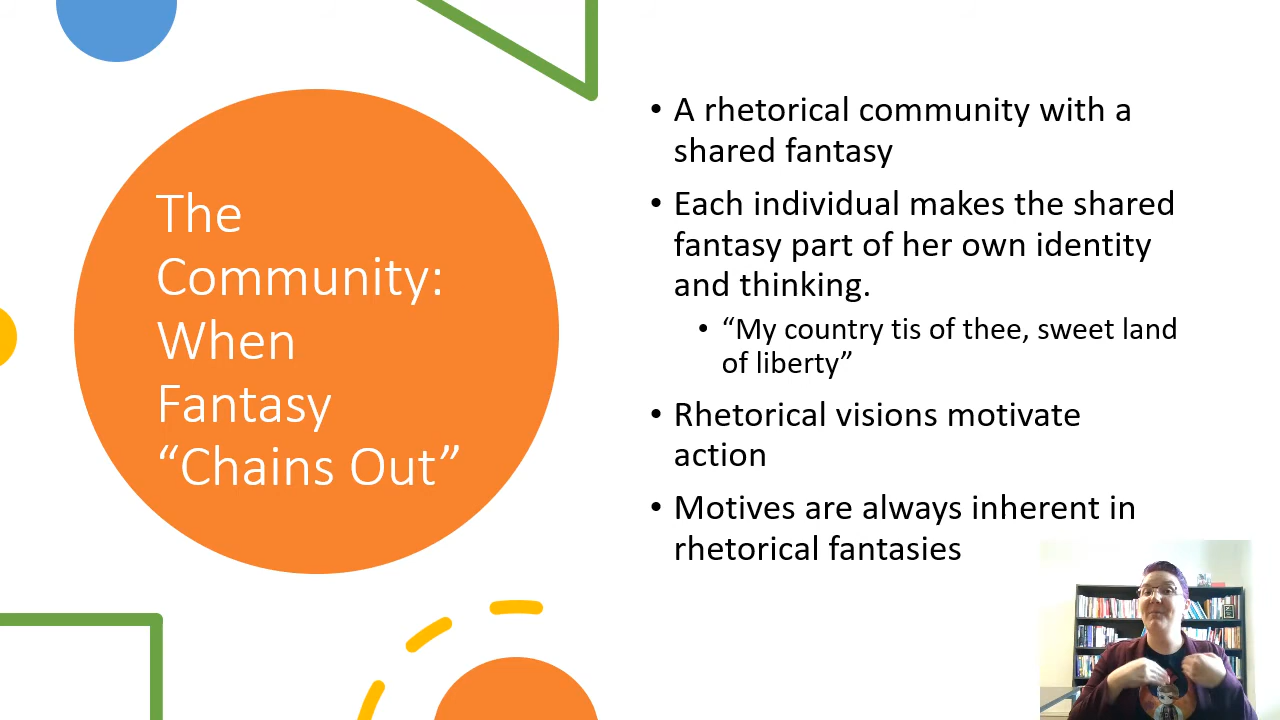 The
Community:
When
Fantasy
“Chains Out”
• A rhetorical community with a
shared fantasy
• Each individual makes the shared
fantasy part of her own identity
and thinking.
• “My country tis of thee, sweet land
of liberty”
• Rhetorical visions motivate
action
• Motives are always inherent in
rhetorical fantasies